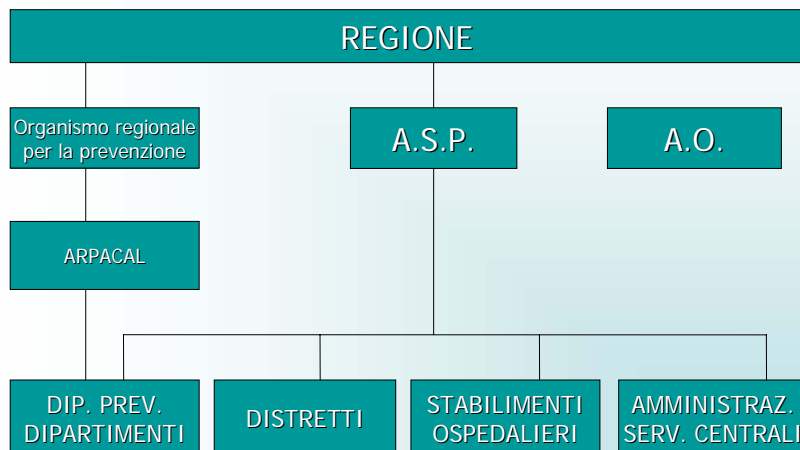 REGIONE
Organismo regionale
per la prevenzione
A.S.P.
A.O.
ARPACAL
DIP. PREV.
DIPARTIMENTI
DISTRETTI
STABILIMENTI
OSPEDALIERI
AMMINISTRAZ.
SERV. CENTRALI